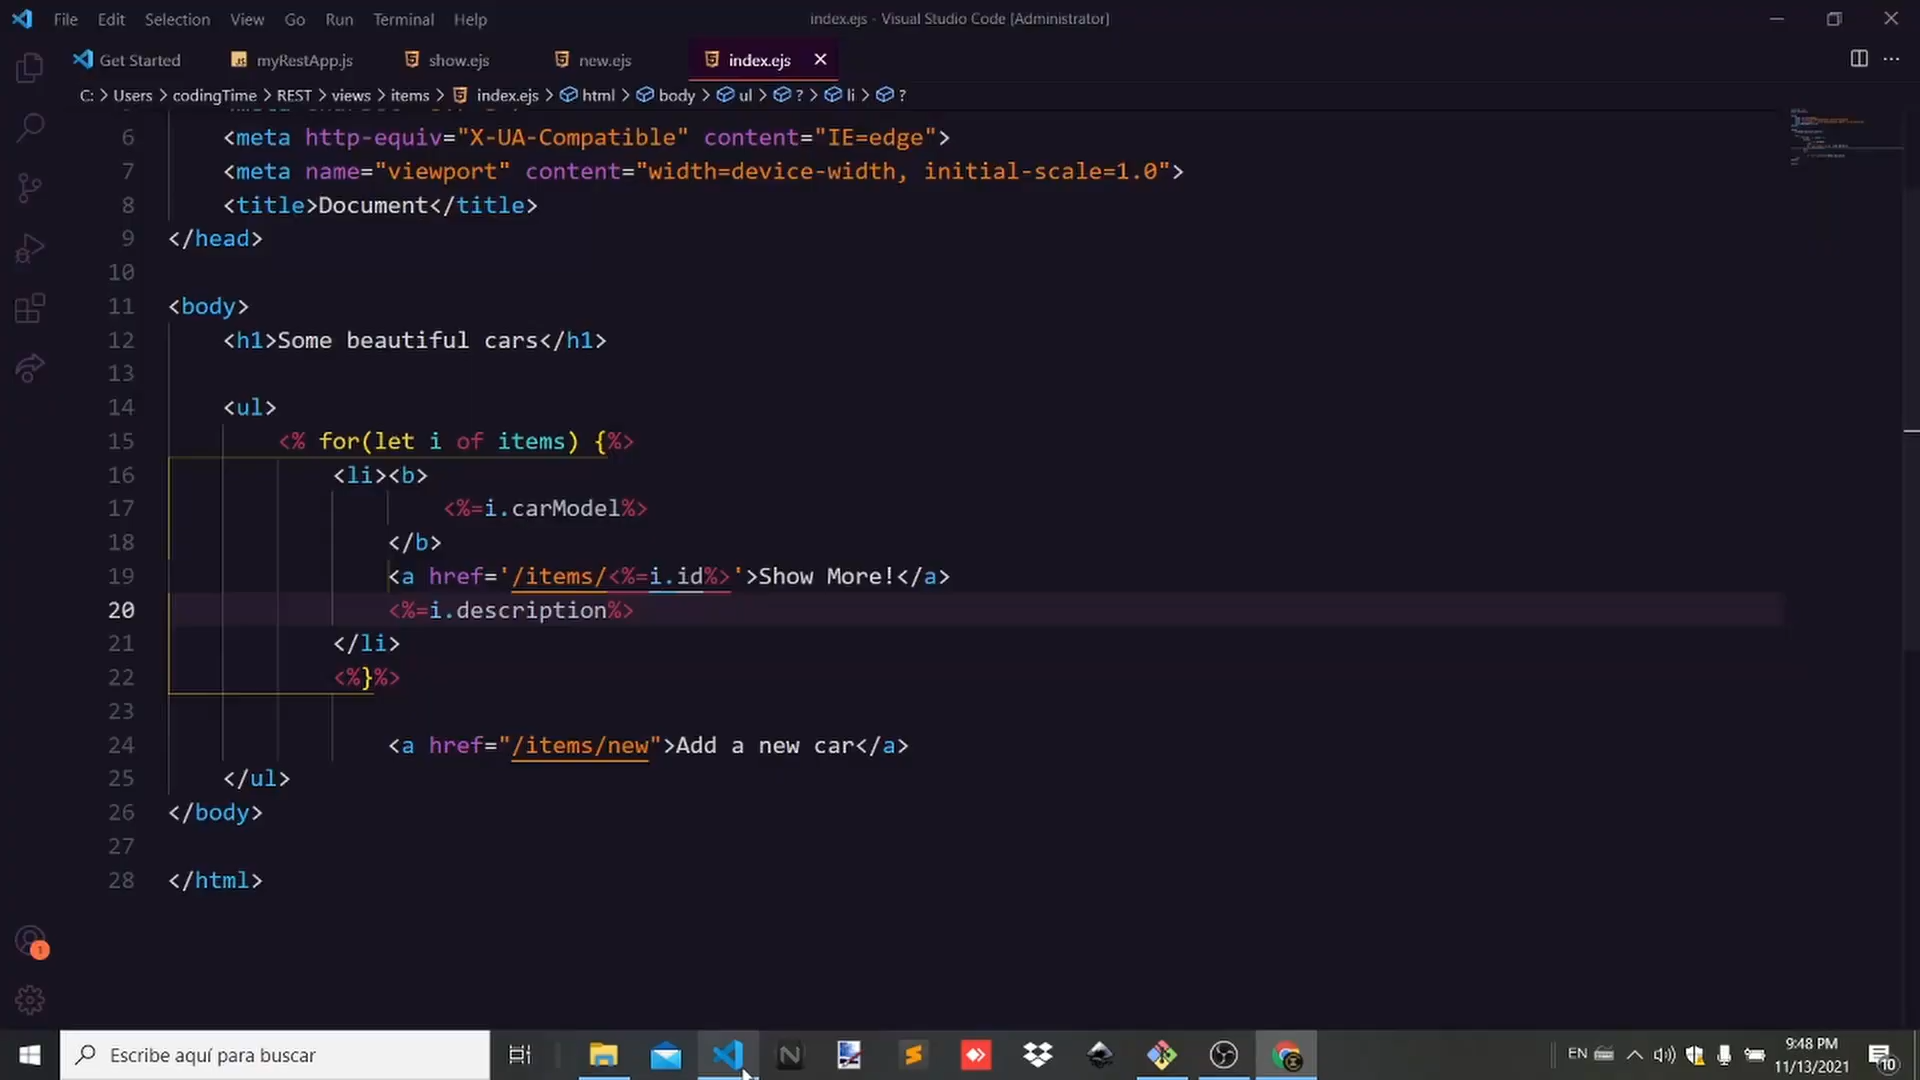 File Edit Selection View Go Run Terminal Help
index.ejs - Visual Studio Code [Administrator]
Get Started
myRestApp.js
show.ejs
new.ejs
index.ejs
C: > Users > codingTime > REST > views > items > index.ejs > html > body > ul > ? > li > ?
6 <meta http-equiv="X-UA-Compatible" content="IE=edge">
7 <meta name="viewport" content="width=device-width, initial-scale=1.0">
8 <title>Document</title>
9 </head>
10
11 <body>
12 <h1>Some beautiful cars</h1>
13
14 <ul>
15 <% for(let i of items) {%>
16 <li><b>
17 <%=i.carModel%>
18 </b>
19 <a href='/items/<%=i.id%>'>Show More!</a>
20 <%=i.description%>
21 </li>
22 <%}%>
23
24 <a href="/items/new">Add a new car</a>
25 </ul>
26 </body>
27
28 </html>
1
Escribe aquí para buscar
EN
9:48 PM
11/13/2021
10